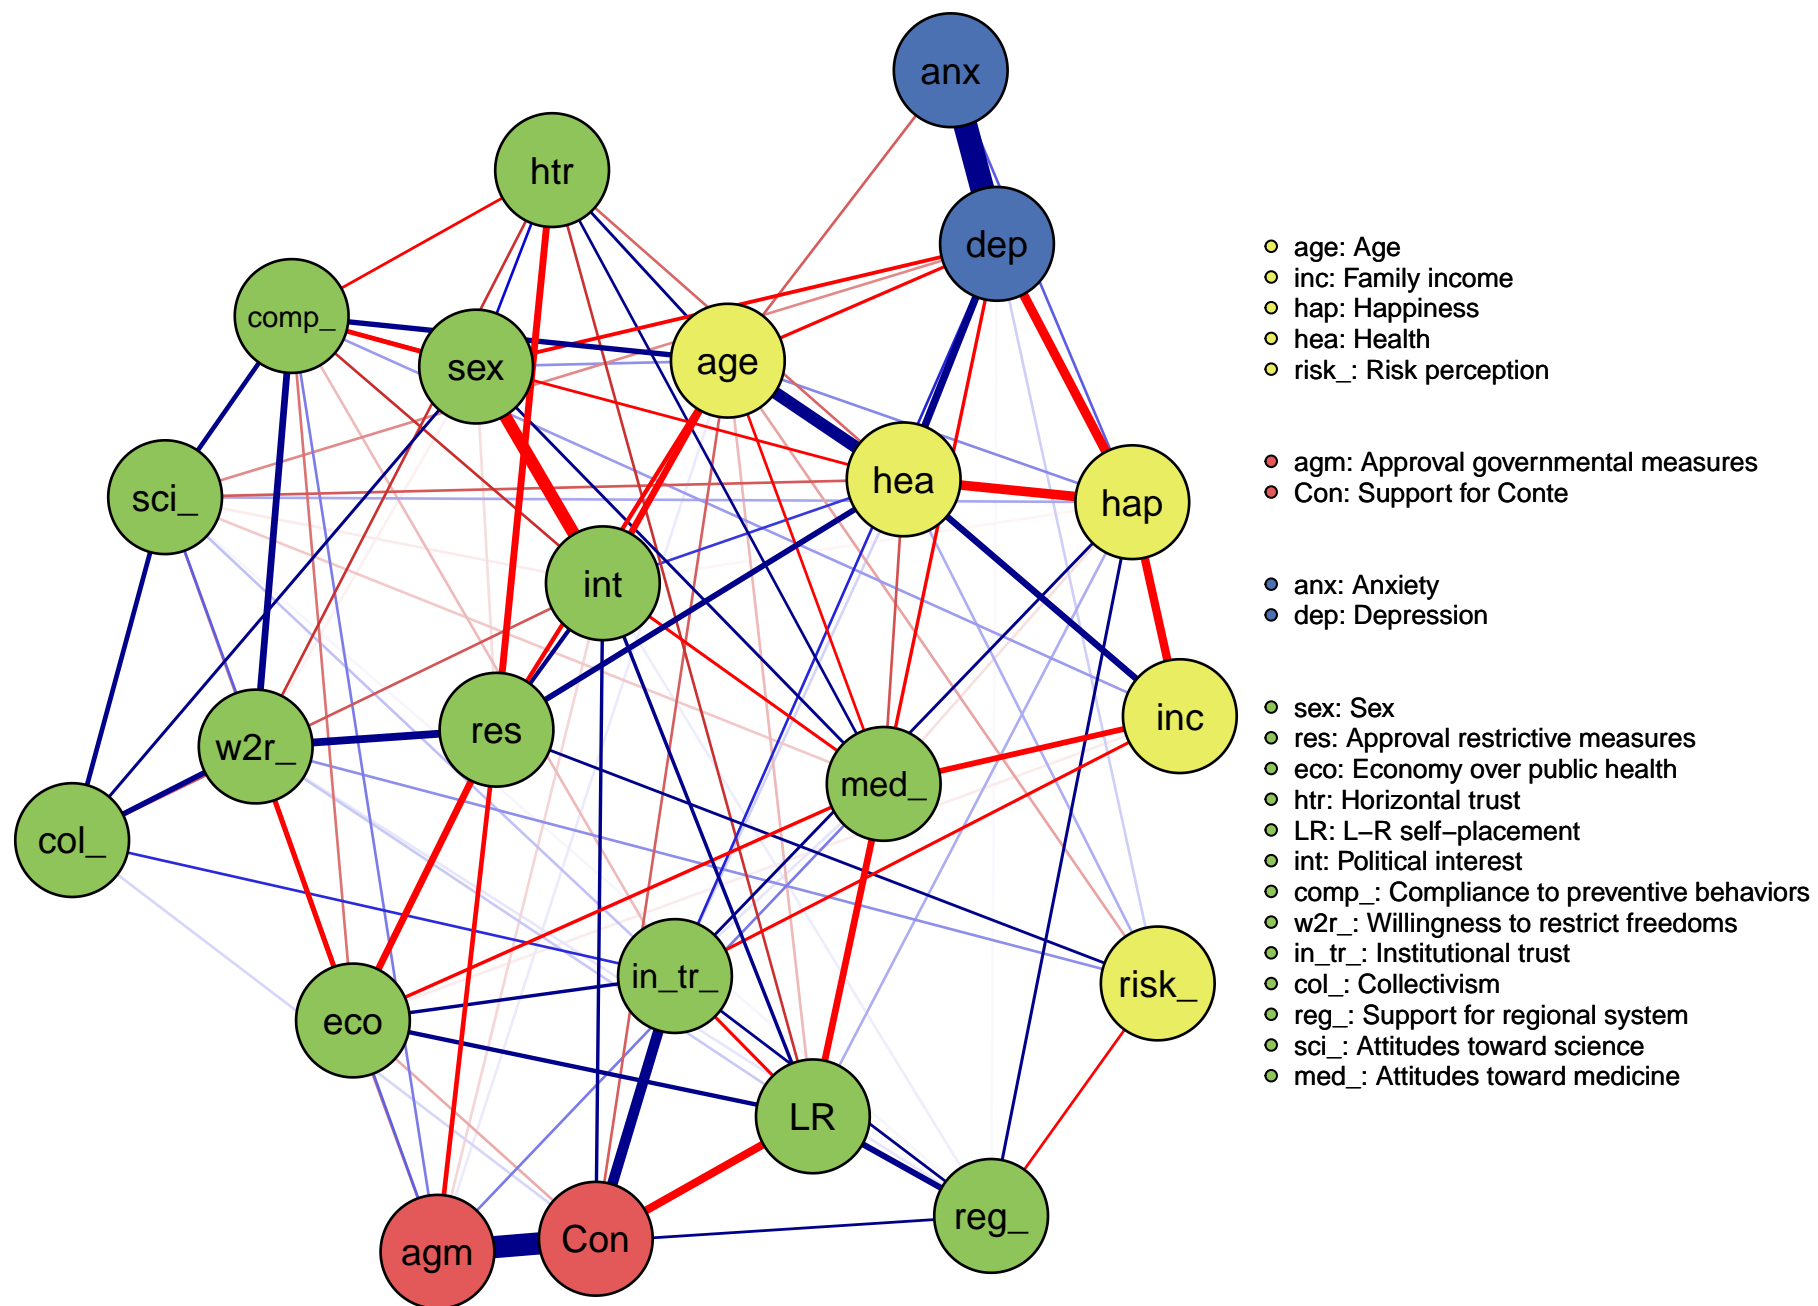 anx
htr
dep
comp_
sex
age
hea
sci_
hap
int
inc
res
w2r_
med_
col_
in_tr_
risk_
eco
LR
reg_
Con
agm
age: Age
inc: Family income
hap: Happiness
hea: Health
risk_: Risk perception
agm: Approval governmental measures
Con: Support for Conte
anx: Anxiety
dep: Depression
sex: Sex
res: Approval restrictive measures
eco: Economy over public health
htr: Horizontal trust
LR: L−R self−placement
int: Political interest
comp_: Compliance to preventive behaviors
w2r_: Willingness to restrict freedoms
in_tr_: Institutional trust
col_: Collectivism
reg_: Support for regional system
sci_: Attitudes toward science
med_: Attitudes toward medicine